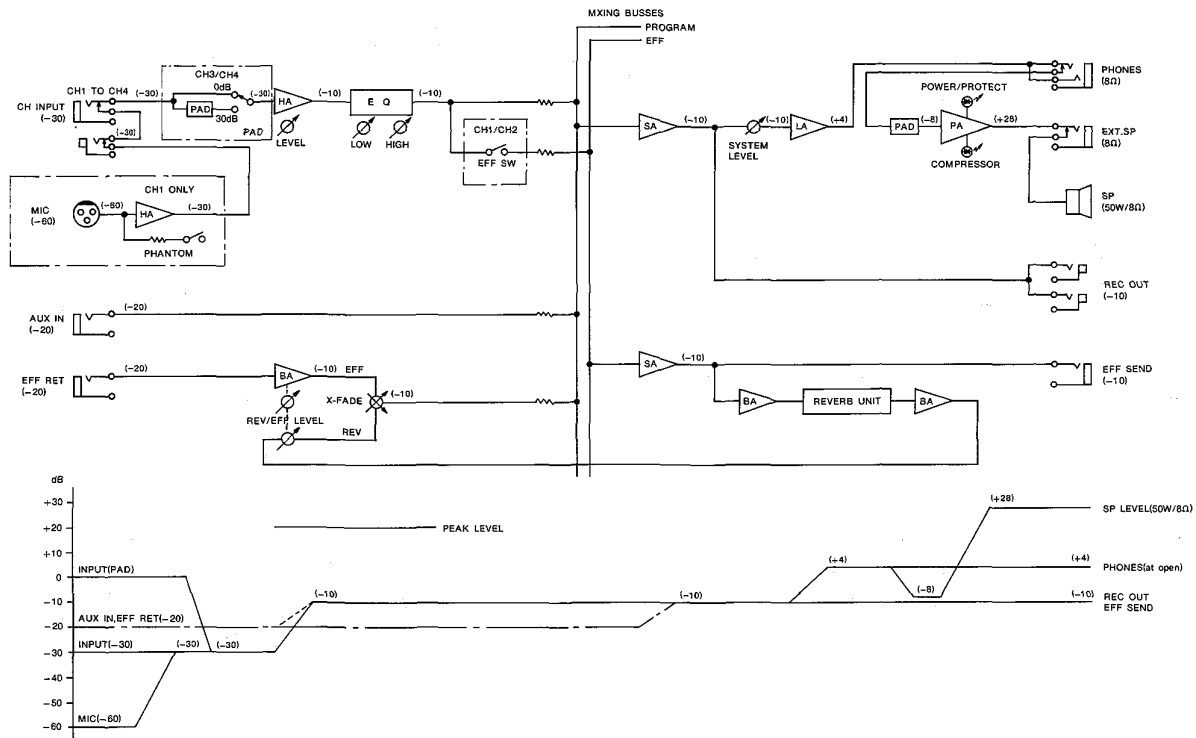 MXING BUSSES
PROGRAM
EFF
CH3/CH4
0dB
CH1 TO CH4
(-30)
(-30)
PAD
30dB
PAD
CH INPUT
(-30)
(-30)
HA
LEVEL
(-10)
E Q
LOW
HIGH
(-10)
CH1/CH2
EFF SW
SA
(-10)
SYSTEM
LEVEL
(-10)
LA
(+4)
POWER/PROTECT
PAD
(-8)
PA
(+28)
COMPRESSOR
PHONES
(8Ω)
EXT.SP
(8Ω)
SP
(50W/8Ω)
CH1 ONLY
MIC
(-60)
(-60)
HA
(-30)
PHANTOM
REC OUT
(-10)
AUX IN
(-20)
(-20)
EFF RET
(-20)
(-20)
BA
(-10)
EFF
X-FADE
(-10)
REV/EFF LEVEL
REV
SA
(-10)
EFF SEND
(-10)
BA
REVERB UNIT
BA
dB
+30
+20
+10
0
-10
-20
-30
-40
-50
-60
PEAK LEVEL
INPUT(PAD)
AUX IN,EFF RET(-20)
INPUT(-30)
(-30)
(-30)
MIC(-60)
(-10)
(-10)
(+4)
(-8)
(+28)
SP LEVEL(50W/8Ω)
(+4)
PHONES(at open)
(-10)
REC OUT
EFF SEND